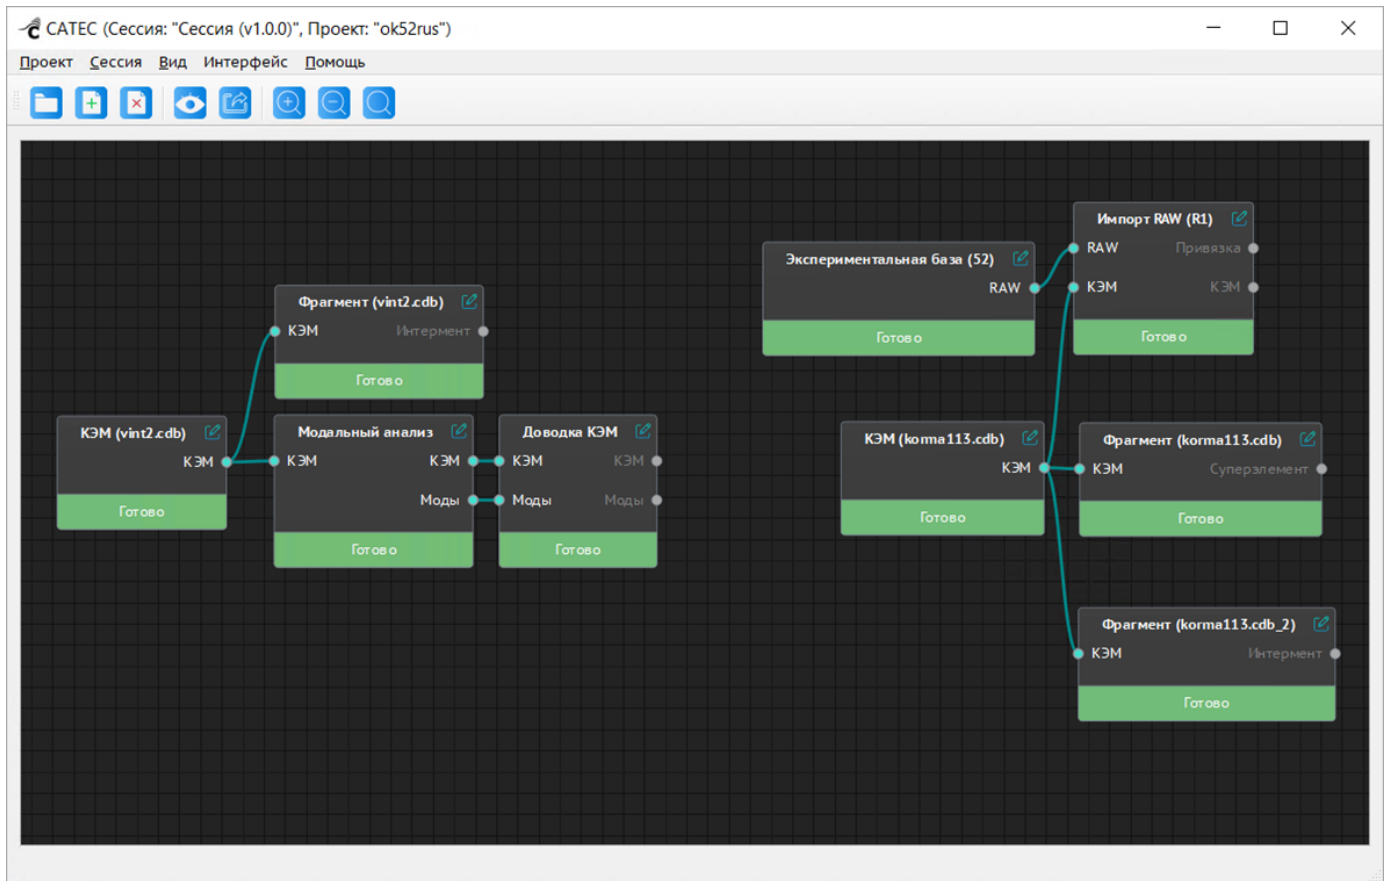 CATEC (Сессия: "Сессия (v1.0.0)", Проект: "ok52rus")
Проект Сессия Вид Интерфейс Помощь
Фрагмент (vint2.cdb)
КЭМ Интермент
Готово
КЭМ (vint2.cdb)
КЭМ
Готово
Модальный анализ
КЭМ КЭМ
Моды
Готово
Доводка КЭМ
КЭМ КЭМ
Моды Моды
Готово
Экспериментальная база (52)
RAW
Готово
Импорт RAW (R1)
RAW Привязка
КЭМ КЭМ
Готово
КЭМ (korma113.cdb)
КЭМ
Готово
Фрагмент (korma113.cdb)
КЭМ Суперэлемент
Готово
Фрагмент (korma113.cdb_2)
КЭМ Интермент
Готово